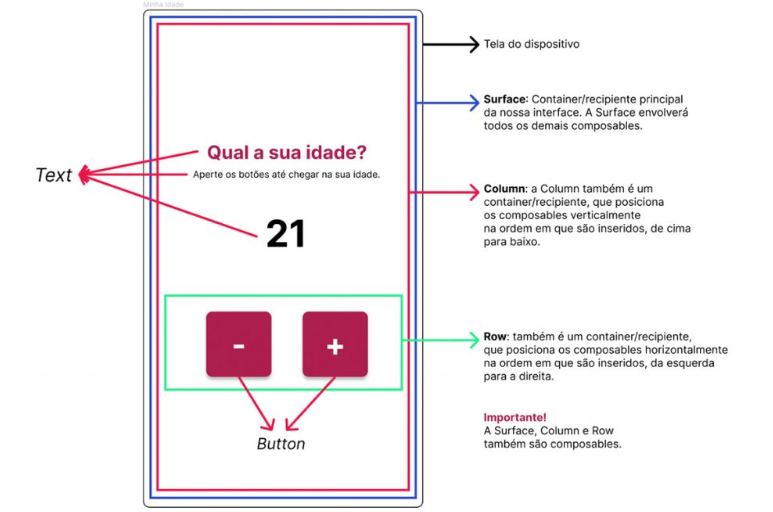 Minha Idade
Tela do dispositivo
Surface: Container/recipiente principal
da nossa interface. A Surface envolverá
todos os demais composables.
Qual a sua idade?
Aperte os botões até chegar na sua idade.
Text
Column: a Column também é um
container/recipiente, que posiciona
os composables verticalmente
na ordem em que são inseridos, de cima
para baixo.
21
- +
Row: também é um container/recipiente,
que posiciona os composables horizontalmente
na ordem em que são inseridos, da esquerda
para a direita.
Button
Importante!
A Surface, Column e Row
também são composables.